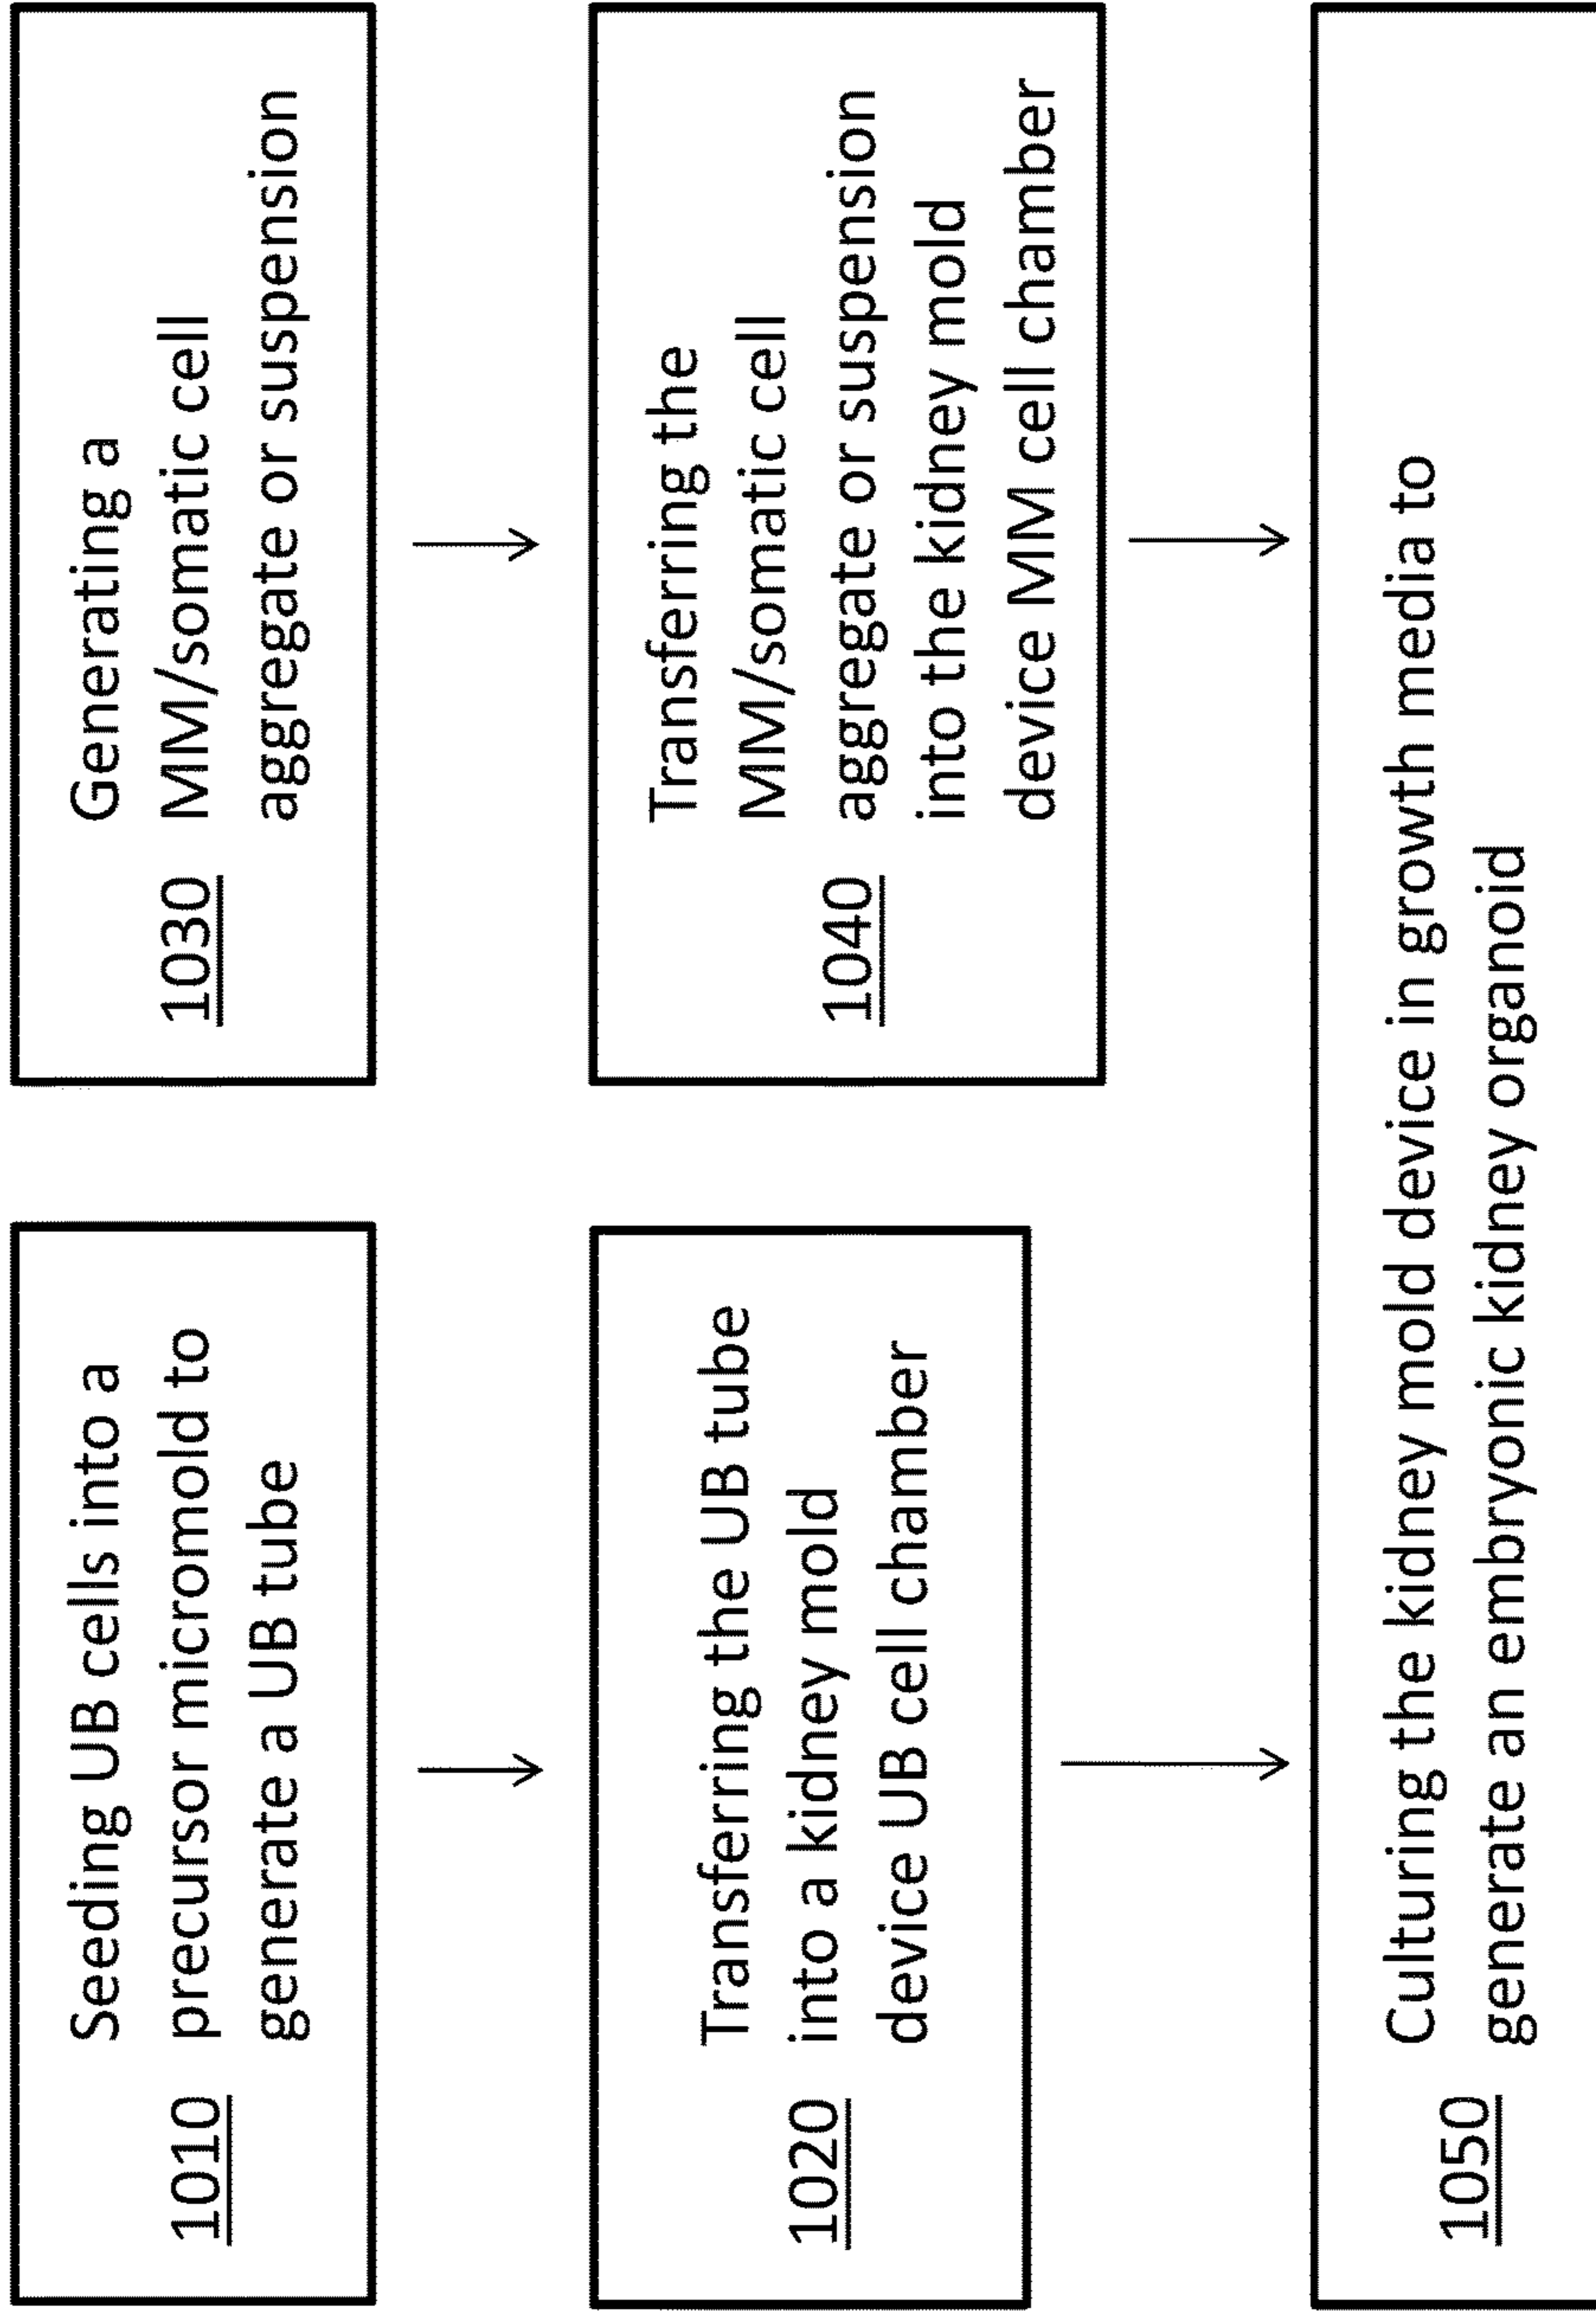 1010
Seeding UB cells into a
precursor micromold to
generate a UB tube
1020
Transferring the UB tube
into a kidney mold
device UB cell chamber
1030
Generating a
MM/somatic cell
aggregate or suspension
1040
Transferring the
MM/somatic cell
aggregate or suspension
into the kidney mold
device MM cell chamber
1050
Culturing the kidney mold device in growth media to
generate an embryonic kidney organoid